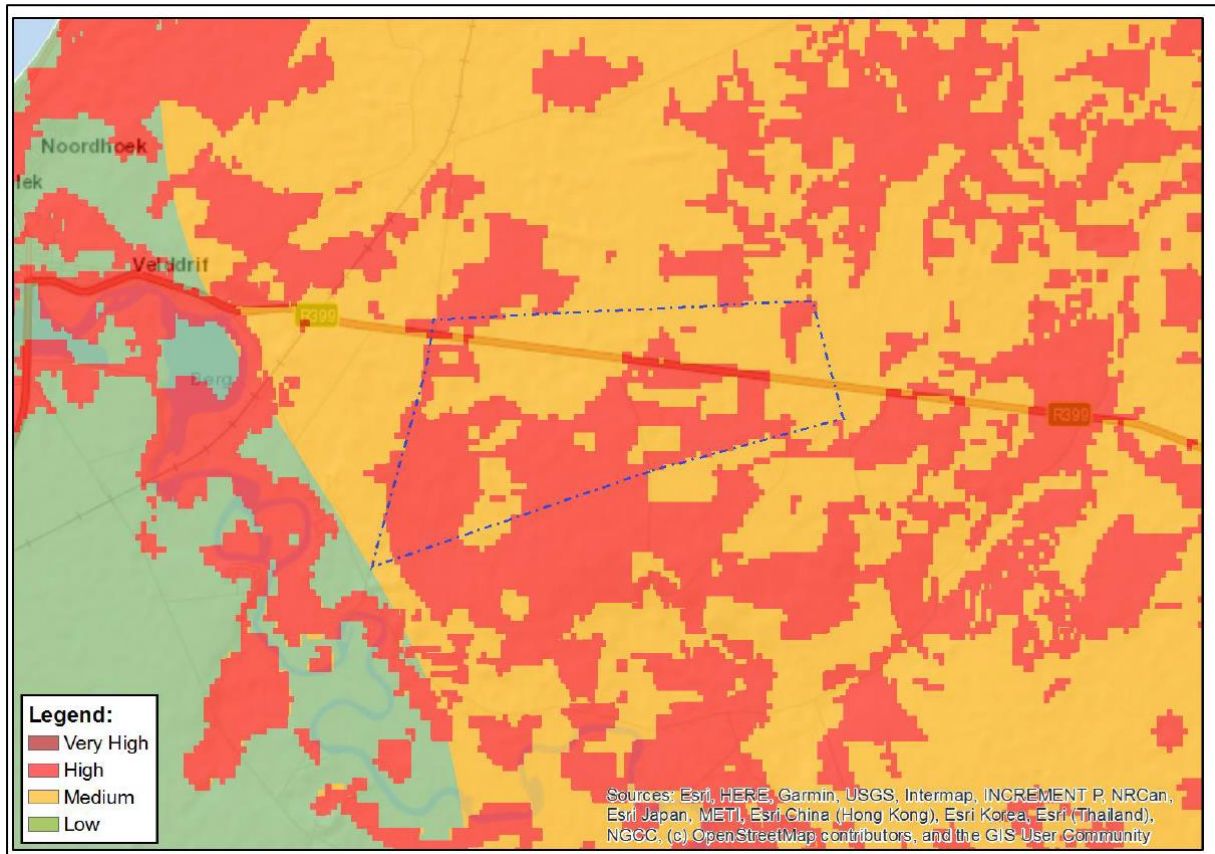 Noordhoek
lek
Velddrif
R399
Berg
R399
Legend:
Very High
High
Medium
Low
Sources: Esri, HERE, Garmin, USGS, Intermap, INCREMENT P, NRCan,
Esri Japan, METI, Esri China (Hong Kong), Esri Korea, Esri (Thailand),
NGCC, (c) OpenStreetMap contributors, and the GIS User Community